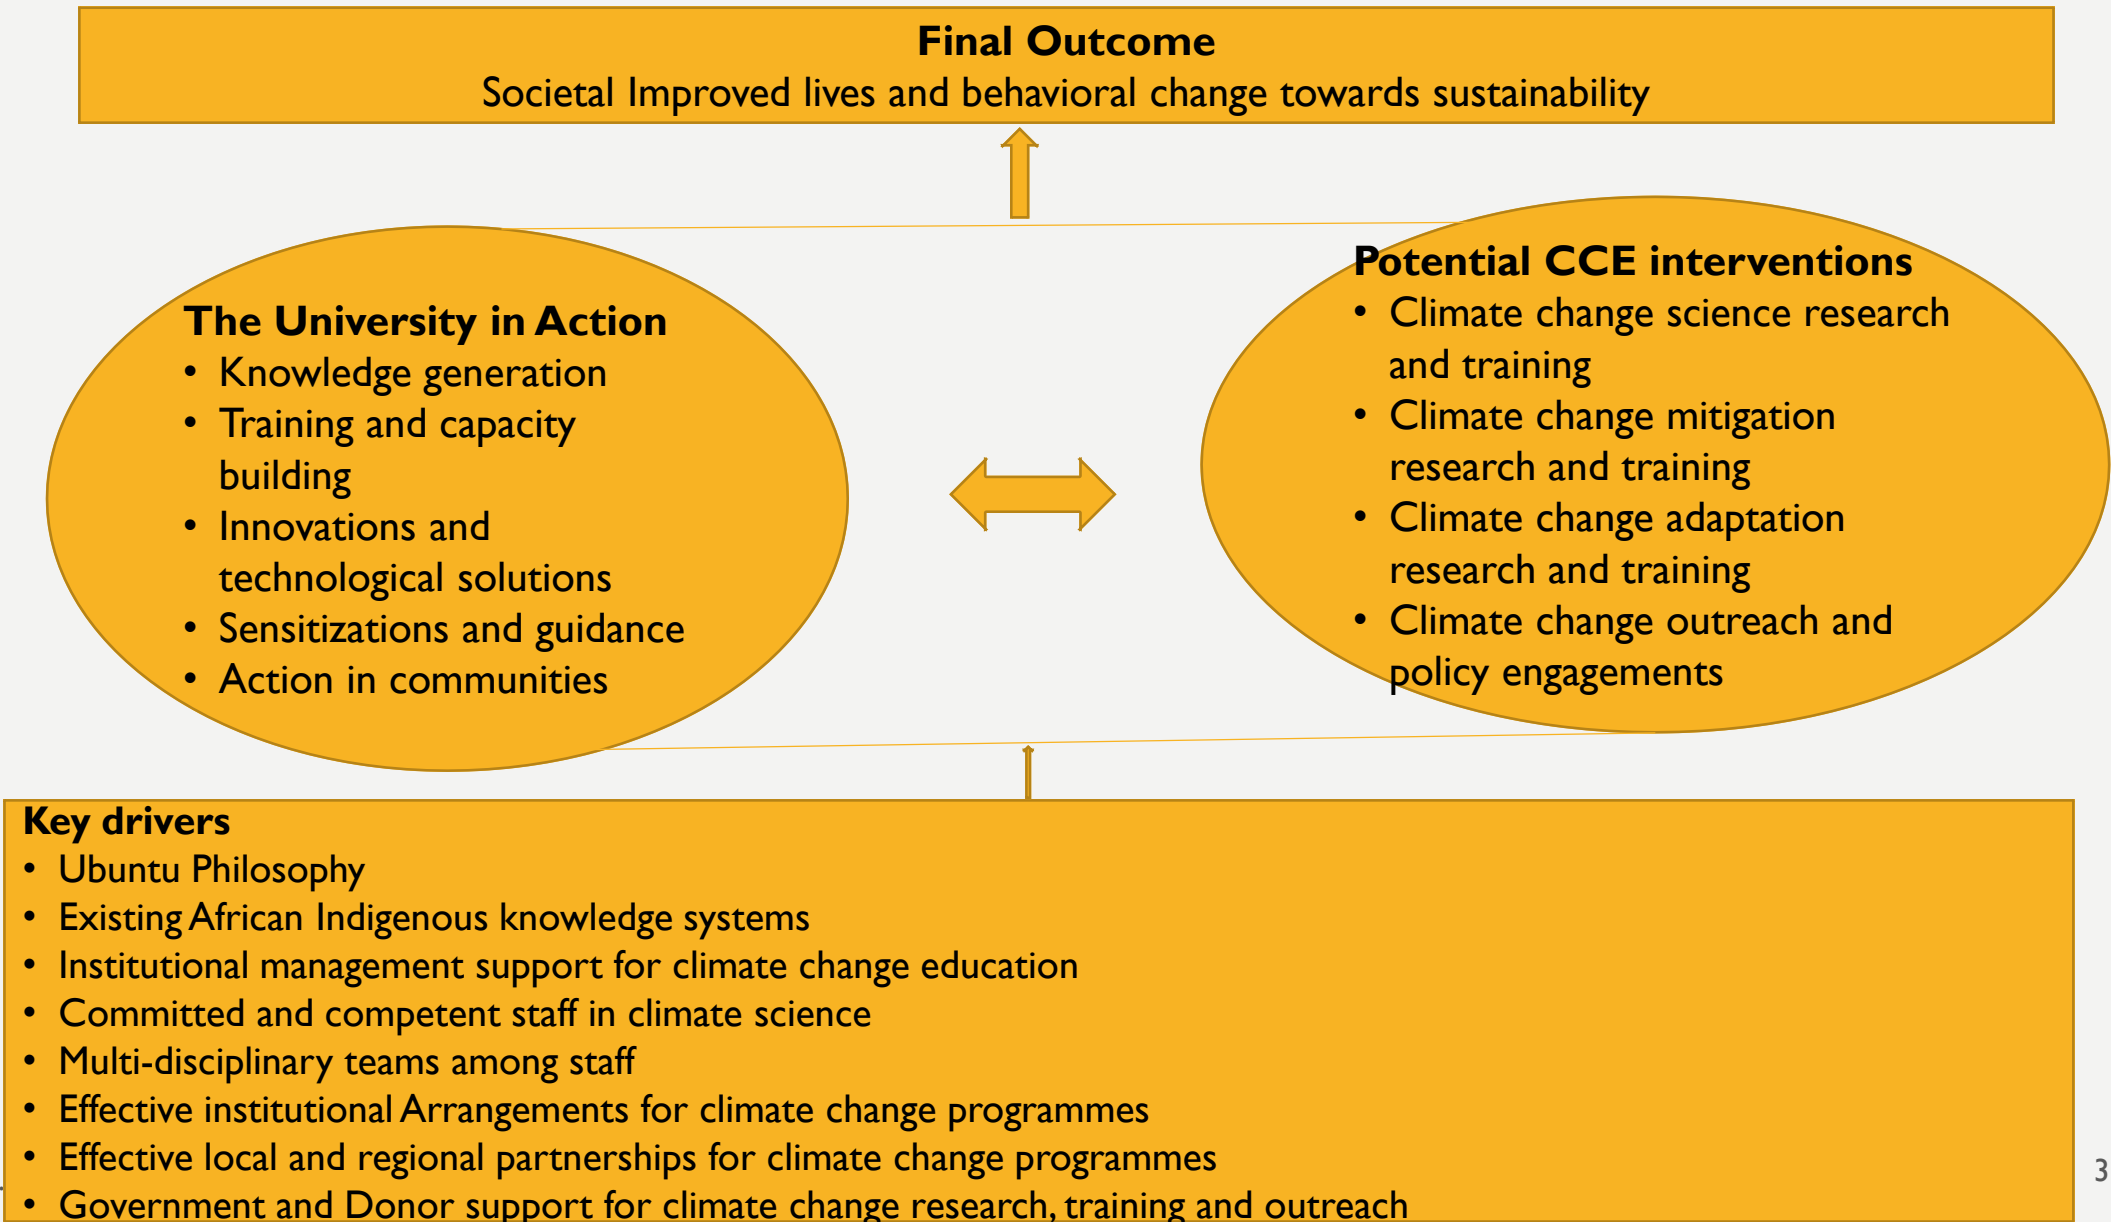 Final Outcome
Societal Improved lives and behavioral change towards sustainability
The University in Action
• Knowledge generation
• Training and capacity
building
• Innovations and
technological solutions
• Sensitizations and guidance
• Action in communities
Potential CCE interventions
• Climate change science research
and training
• Climate change mitigation
research and training
• Climate change adaptation
research and training
• Climate change outreach and
policy engagements
Key drivers
• Ubuntu Philosophy
• Existing African Indigenous knowledge systems
• Institutional management support for climate change education
• Committed and competent staff in climate science
• Multi-disciplinary teams among staff
• Effective institutional Arrangements for climate change programmes
• Effective local and regional partnerships for climate change programmes
• Government and Donor support for climate change research, training and outreach
3